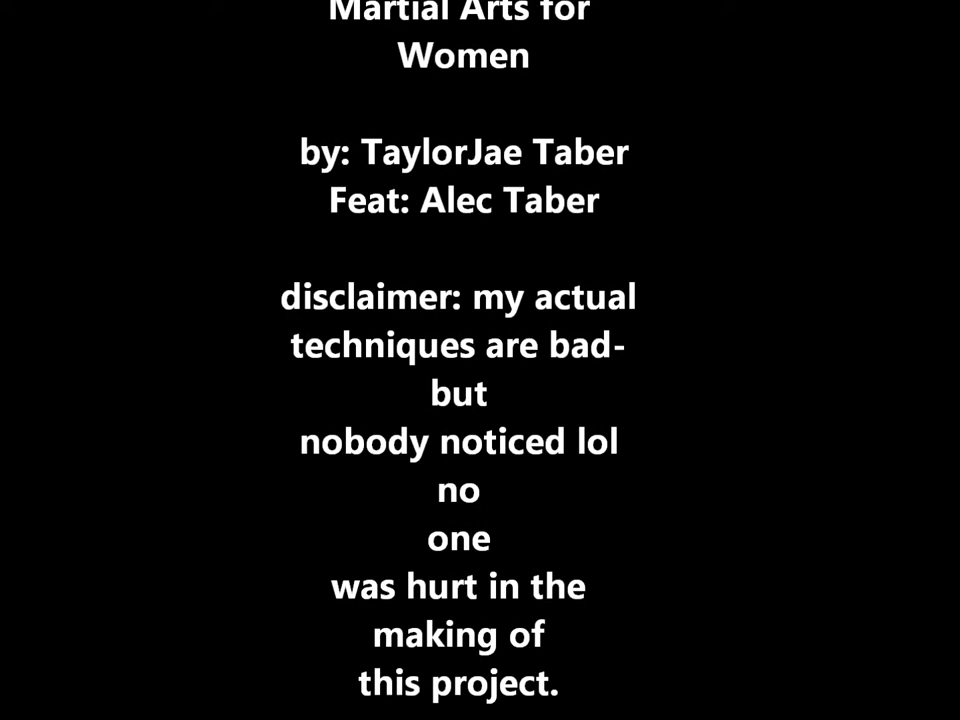 Martial Arts for
Women
by: TaylorJae Taber
Feat: Alec Taber
disclaimer: my actual
techniques are bad-
but
nobody noticed lol
no
one
was hurt in the
making of
this project.